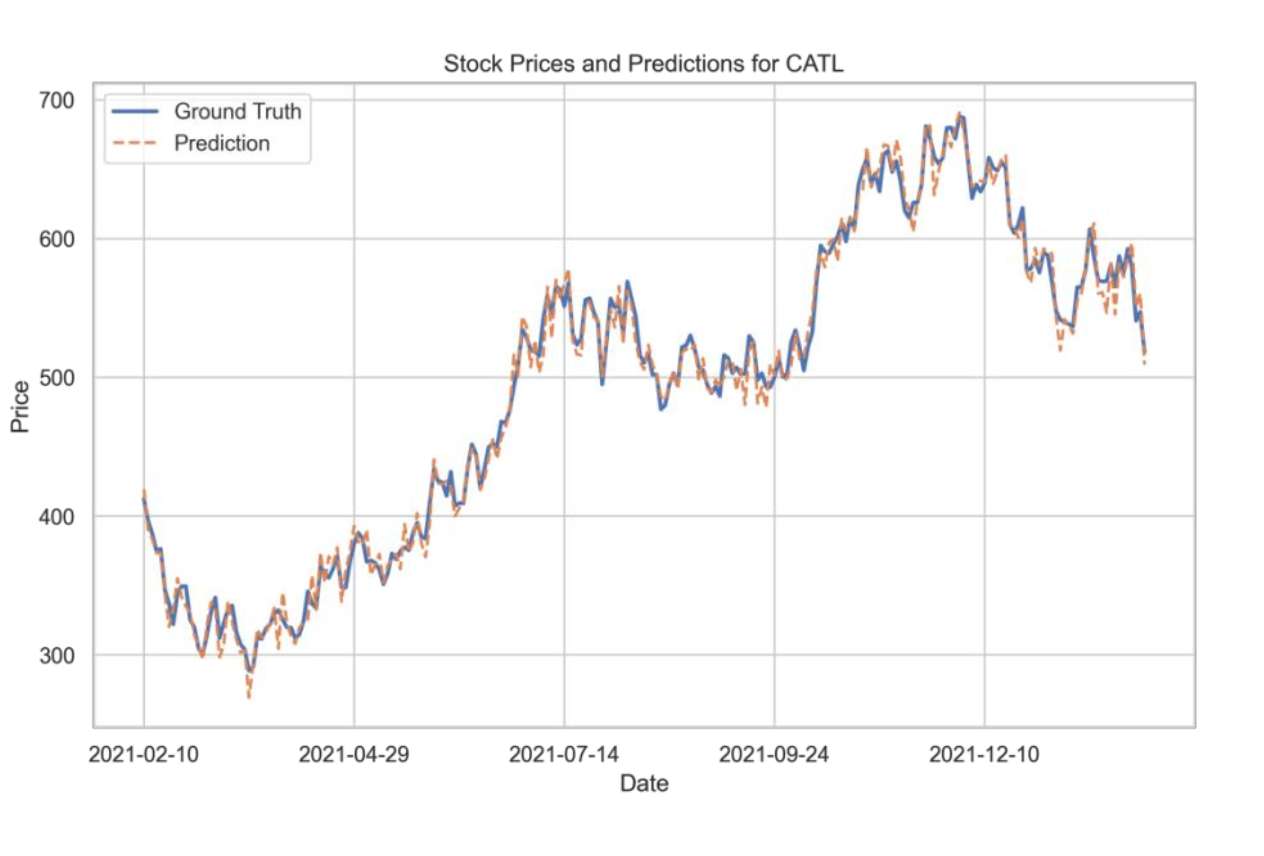 Stock Prices and Predictions for CATL
700
600
500
400
300
Price
Ground Truth
Prediction
2021-02-10 2021-04-29 2021-07-14 2021-09-24 2021-12-10
Date